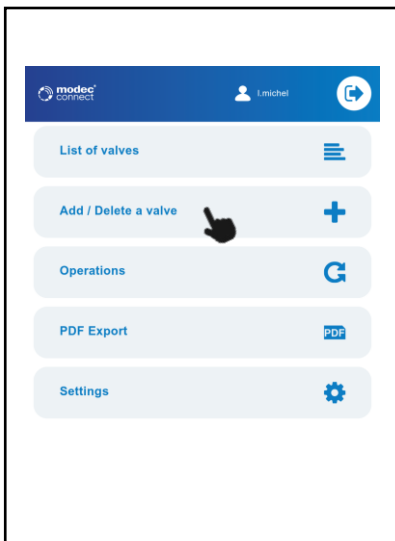 modec
connect
l.michel
List of valves
Add / Delete a valve
Operations
PDF Export
PDF
Settings